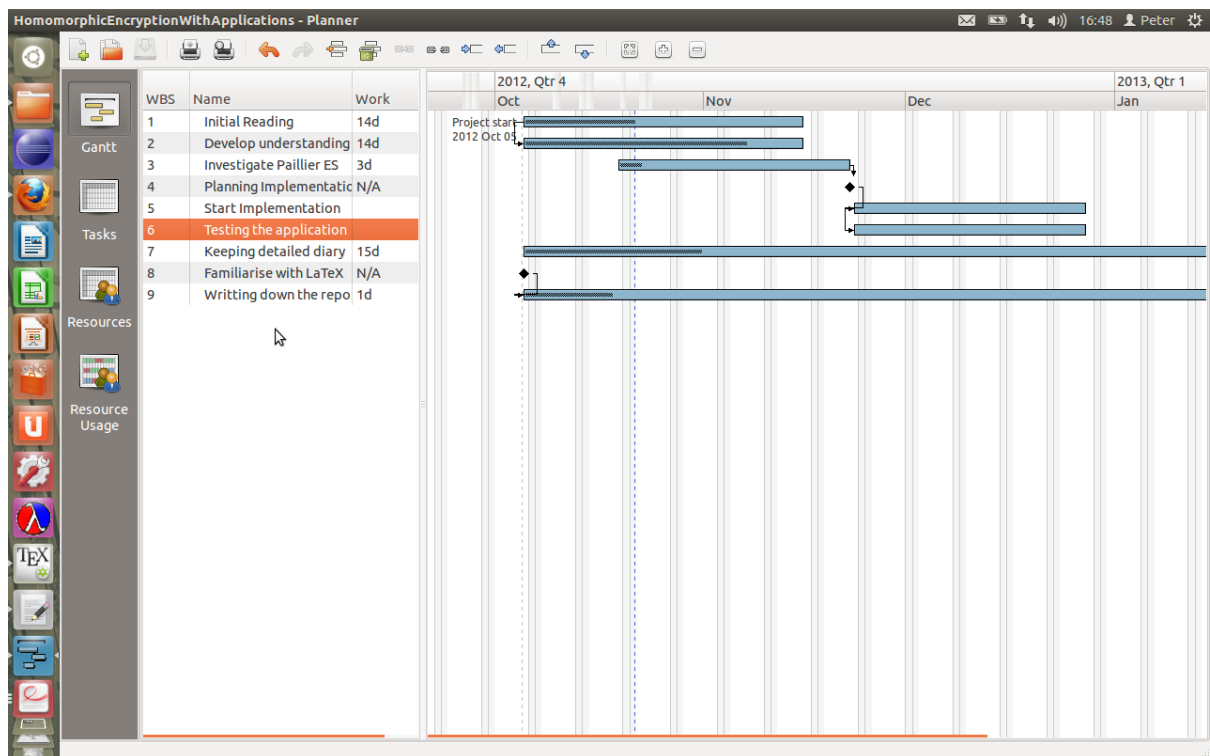 HomomorphicEncryptionWithApplications - Planner
16:48 Peter
2012, Qtr 4 2013, Qtr 1
WBS Name Work
Oct Nov Dec Jan
1 Initial Reading 14d
Project start
2012 Oct 05
2 Develop understanding 14d
Gantt
3 Investigate Paillier ES 3d
4 Planning Implementatic N/A
5 Start Implementation
6 Testing the application
Tasks
7 Keeping detailed diary 15d
8 Familiarise with LaTeX N/A
9 Writting down the repo 1d
Resources
Resource
Usage
TEX